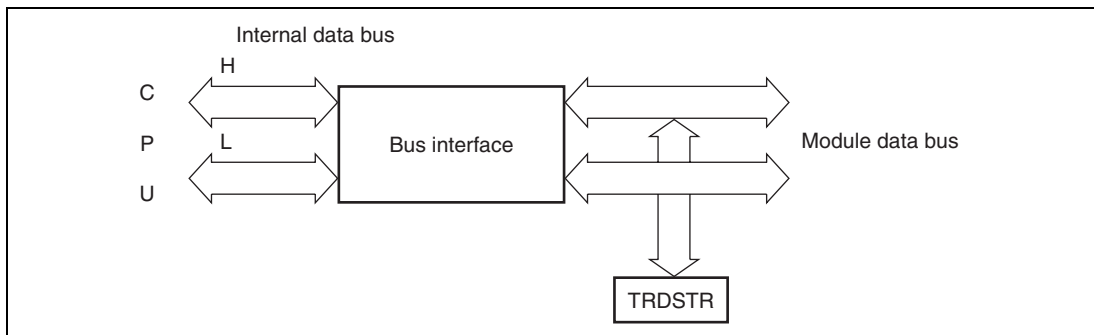 Internal data bus
H
C
P
U
L
Bus interface
Module data bus
TRDSTR